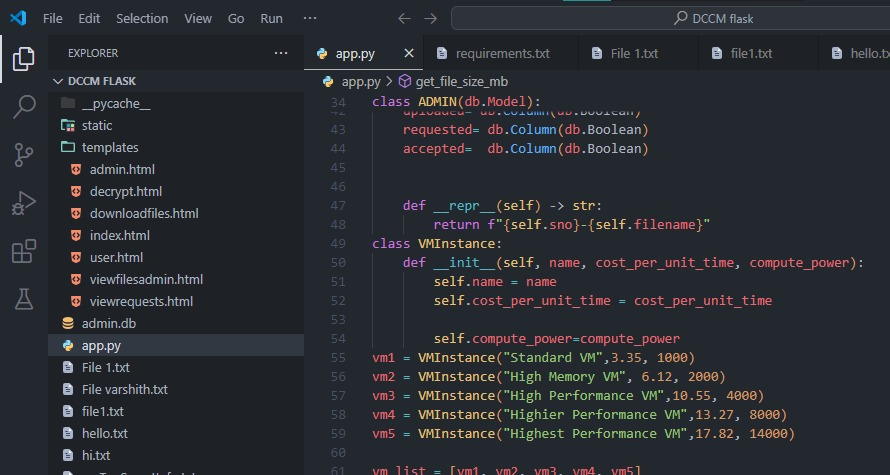 File Edit Selection View Go Run ··· ← → DCCM flask
EXPLORER ···
DCCM FLASK
__pycache__
static
templates
admin.html
decrypt.html
downloadfiles.html
index.html
user.html
viewfilesadmin.html
viewrequests.html
admin.db
app.py
File 1.txt
File varshith.txt
file1.txt
hello.txt
hi.txt
app.py × requirements.txt File 1.txt file1.txt hello.tx
app.py > get_file_size_mb
34 class ADMIN(db.Model):
42 uploaded= db.Column(db.Boolean)
43 requested= db.Column(db.Boolean)
44 accepted=  db.Column(db.Boolean)
45
46
47 def __repr__(self) -> str:
48 return f"{self.sno}-{self.filename}"
49 class VMInstance:
50 def __init__(self, name, cost_per_unit_time, compute_power):
51 self.name = name
52 self.cost_per_unit_time = cost_per_unit_time
53
54 self.compute_power=compute_power
55 vm1 = VMInstance("Standard VM",3.35, 1000)
56 vm2 = VMInstance("High Memory VM", 6.12, 2000)
57 vm3 = VMInstance("High Performance VM",10.55, 4000)
58 vm4 = VMInstance("Highier Performance VM",13.27, 8000)
59 vm5 = VMInstance("Highest Performance VM",17.82, 14000)
60
61 vm_list = [vm1, vm2, vm3, vm4, vm5]